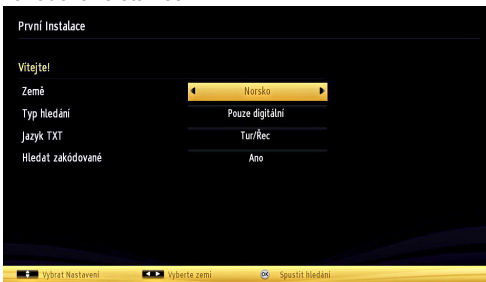 První Instalace
Vítejte!
Země Norsko
Typ hledání Pouze digitální
Jazyk TXT Tur/Řec
Hledat zakódované Ano
Vybrat Nastavení Vyberte zemi OK Spustit hledání